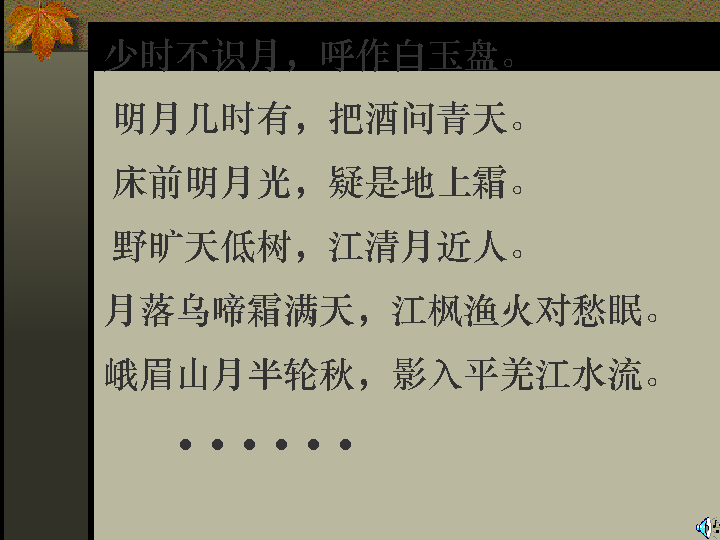 少时不识月，呼作白玉盘。
明月几时有，把酒问青天。
床前明月光，疑是地上霜。
野旷天低树，江清月近人。
月落乌啼霜满天，江枫渔火对愁眠。
峨眉山月半轮秋，影入平羌江水流。
••••••